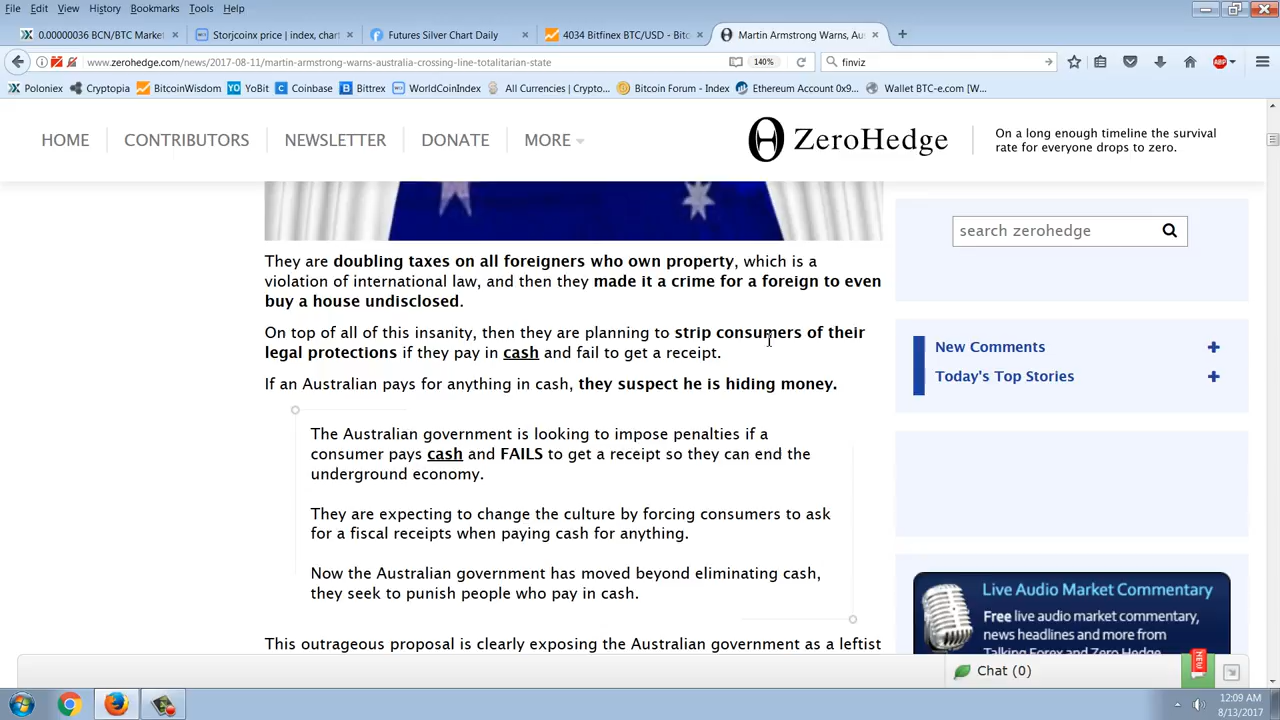 File Edit View History Bookmarks Tools Help
0.00000036 BCN/BTC Market × Storjcoinx price | index, chart × Futures Silver Chart Daily × 4034 Bitfinex BTC/USD - Bitc × Martin Armstrong Warns, Aus × +
www.zerohedge.com/news/2017-08-11/martin-armstrong-warns-australia-crossing-line-totalitarian-state 140% finviz ABP
Poloniex Cryptopia BitcoinWisdom YoBit Coinbase Bittrex WorldCoinIndex All Currencies | Crypto... Bitcoin Forum - Index Ethereum Account 0x9... Wallet BTC-e.com [W...
HOME CONTRIBUTORS NEWSLETTER DONATE MORE ZeroHedge On a long enough timeline the survival
rate for everyone drops to zero.
search zerohedge
They are doubling taxes on all foreigners who own property, which is a
violation of international law, and then they made it a crime for a foreign to even
buy a house undisclosed.
On top of all of this insanity, then they are planning to strip consumers of their
legal protections if they pay in cash and fail to get a receipt.
If an Australian pays for anything in cash, they suspect he is hiding money.
The Australian government is looking to impose penalties if a
consumer pays cash and FAILS to get a receipt so they can end the
underground economy.
They are expecting to change the culture by forcing consumers to ask
for a fiscal receipts when paying cash for anything.
Now the Australian government has moved beyond eliminating cash,
they seek to punish people who pay in cash.
This outrageous proposal is clearly exposing the Australian government as a leftist
New Comments +
Today's Top Stories +
Live Audio Market Commentary
Free live audio market commentary,
news headlines and more from
Talking Forex and Zero Hedge
Chat (0) NEW
12:09 AM
8/13/2017